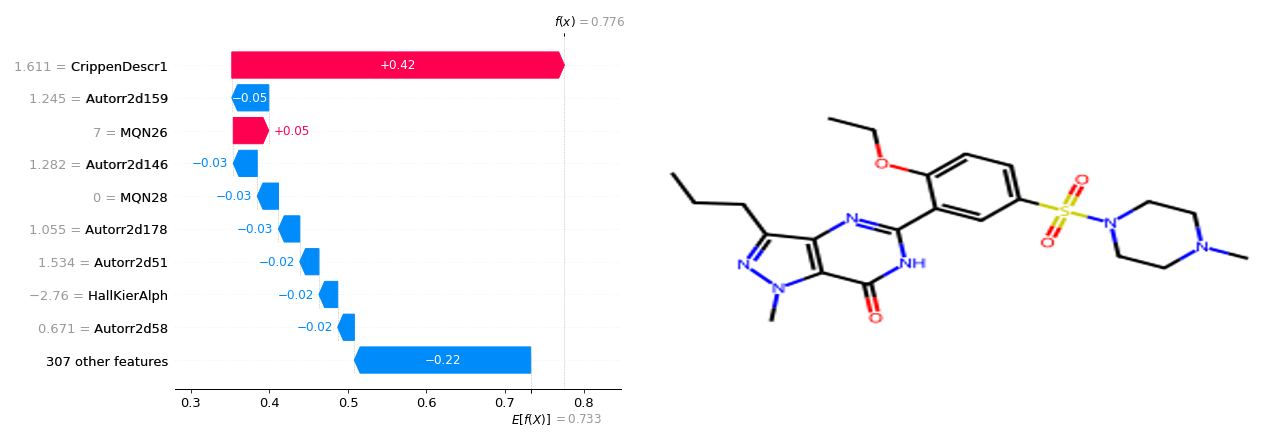 f(x) = 0.776
1.611 = CrippenDescr1
+0.42
1.245 = Autorr2d159
−0.05
7 = MQN26
+0.05
1.282 = Autorr2d146
−0.03
0 = MQN28
−0.03
1.055 = Autorr2d178
−0.03
1.534 = Autorr2d51
−0.02
−2.76 = HallKierAlph
−0.02
0.671 = Autorr2d58
−0.02
307 other features
−0.22
0.3 0.4 0.5 0.6 0.7 0.8
E[f(X)] = 0.733
O
O
S
O
N
N
N
NH
N
N
O